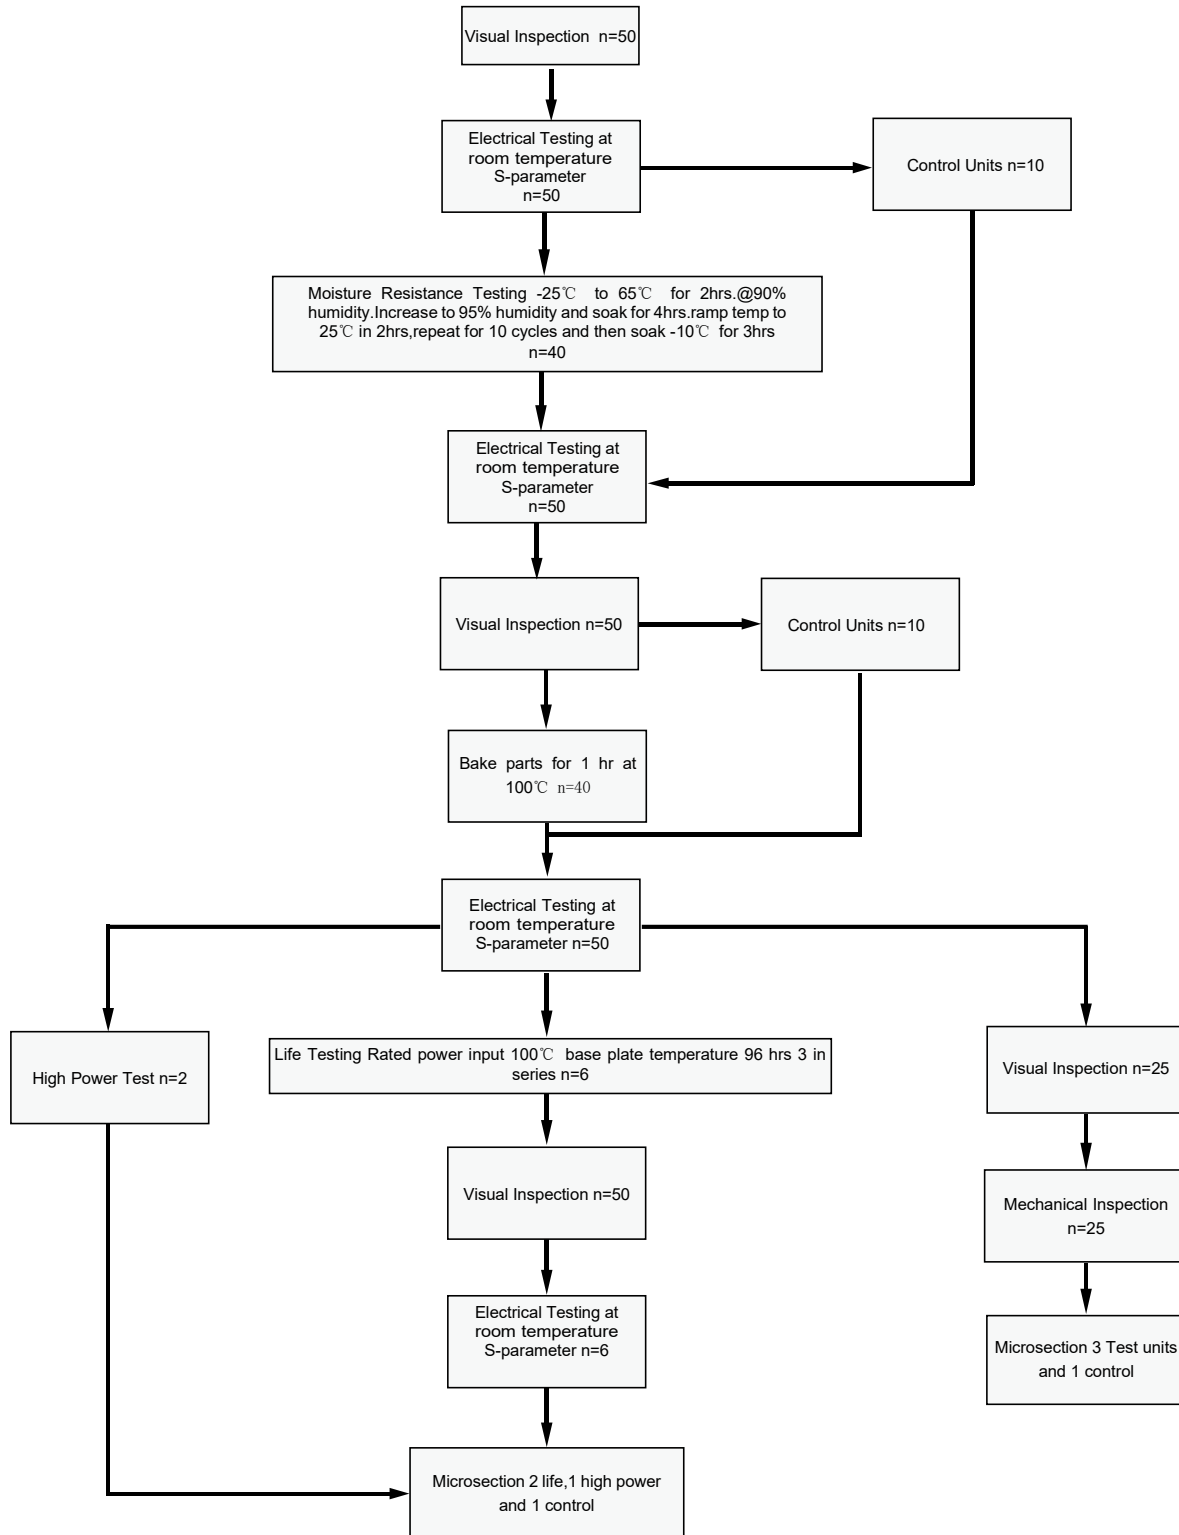 Visual Inspection n=50
Electrical Testing at
room temperature
S-parameter
n=50
Control Units n=10
Moisture Resistance Testing -25℃ to 65℃ for 2hrs.@90%
humidity.Increase to 95% humidity and soak for 4hrs.ramp temp to
25℃ in 2hrs,repeat for 10 cycles and then soak -10℃ for 3hrs
n=40
Electrical Testing at
room temperature
S-parameter
n=50
Visual Inspection n=50
Control Units n=10
Bake parts for 1 hr at
100℃ n=40
Electrical Testing at
room temperature
S-parameter n=50
High Power Test n=2
Life Testing Rated power input 100℃ base plate temperature 96 hrs 3 in
series n=6
Visual Inspection n=25
Visual Inspection n=50
Mechanical Inspection
n=25
Electrical Testing at
room temperature
S-parameter n=6
Microsection 3 Test units
and 1 control
Microsection 2 life,1 high power
and 1 control